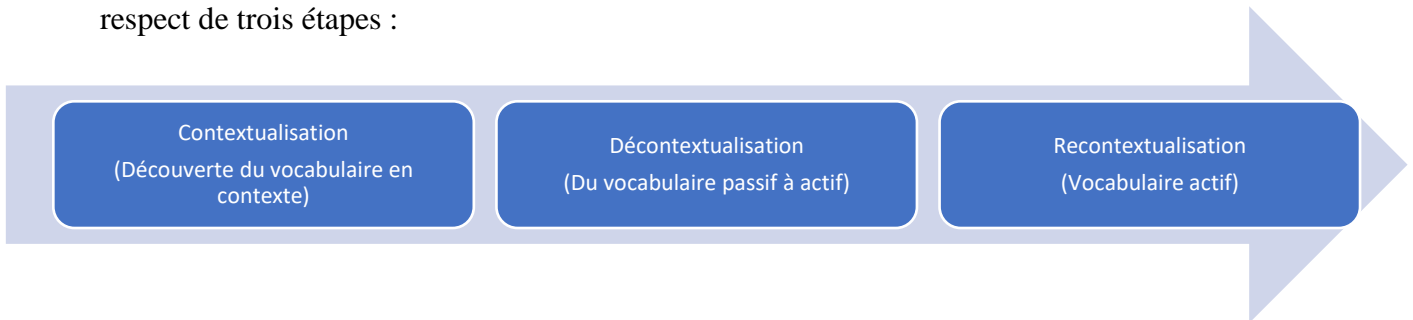 respect de trois étapes :
Contextualisation
(Découverte du vocabulaire en
contexte)
Décontextualisation
(Du vocabulaire passif à actif)
Recontextualisation
(Vocabulaire actif)